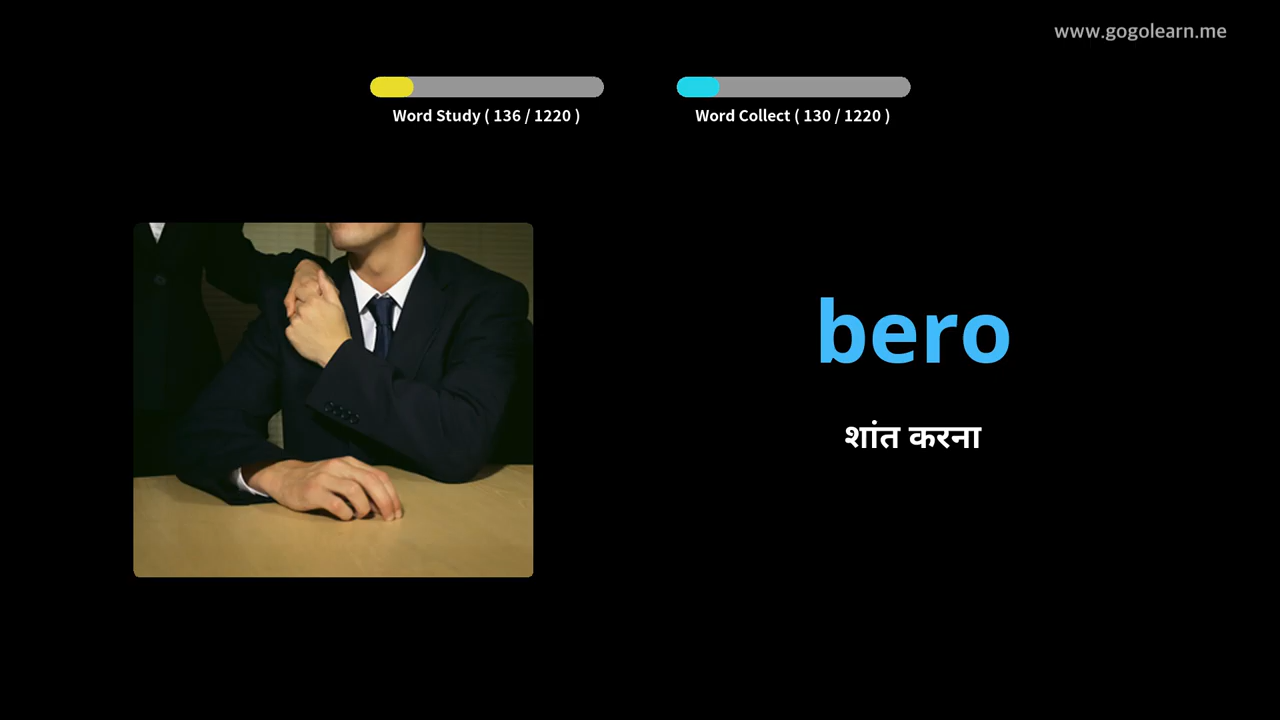 www.gogolearn.me
Word Study ( 136 / 1220 )
Word Collect ( 130 / 1220 )
bero
शांत करना